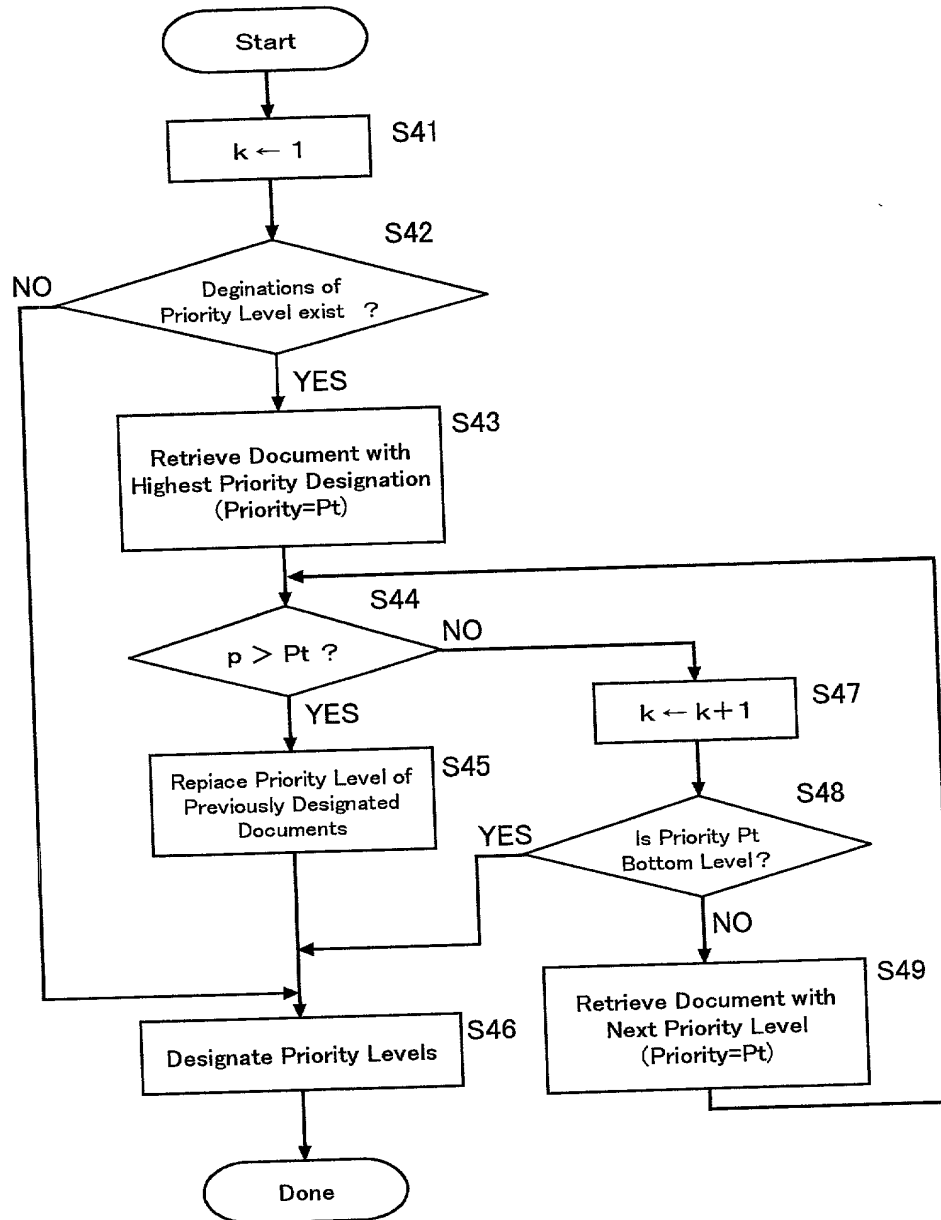 Start
S41
k ← 1
S42
NO
Deginations of
Priority Level exist ?
YES
S43
Retrieve Document with
Highest Priority Designation
(Priority=Pt)
S44
p > Pt ?
NO
YES
S47
k ← k+1
S45
Repiace Priority Level of
Previously Designated
Documents
S48
YES
Is Priority Pt
Bottom Level?
NO
S49
Retrieve Document with
Next Priority Level
(Priority=Pt)
S46
Designate Priority Levels
Done